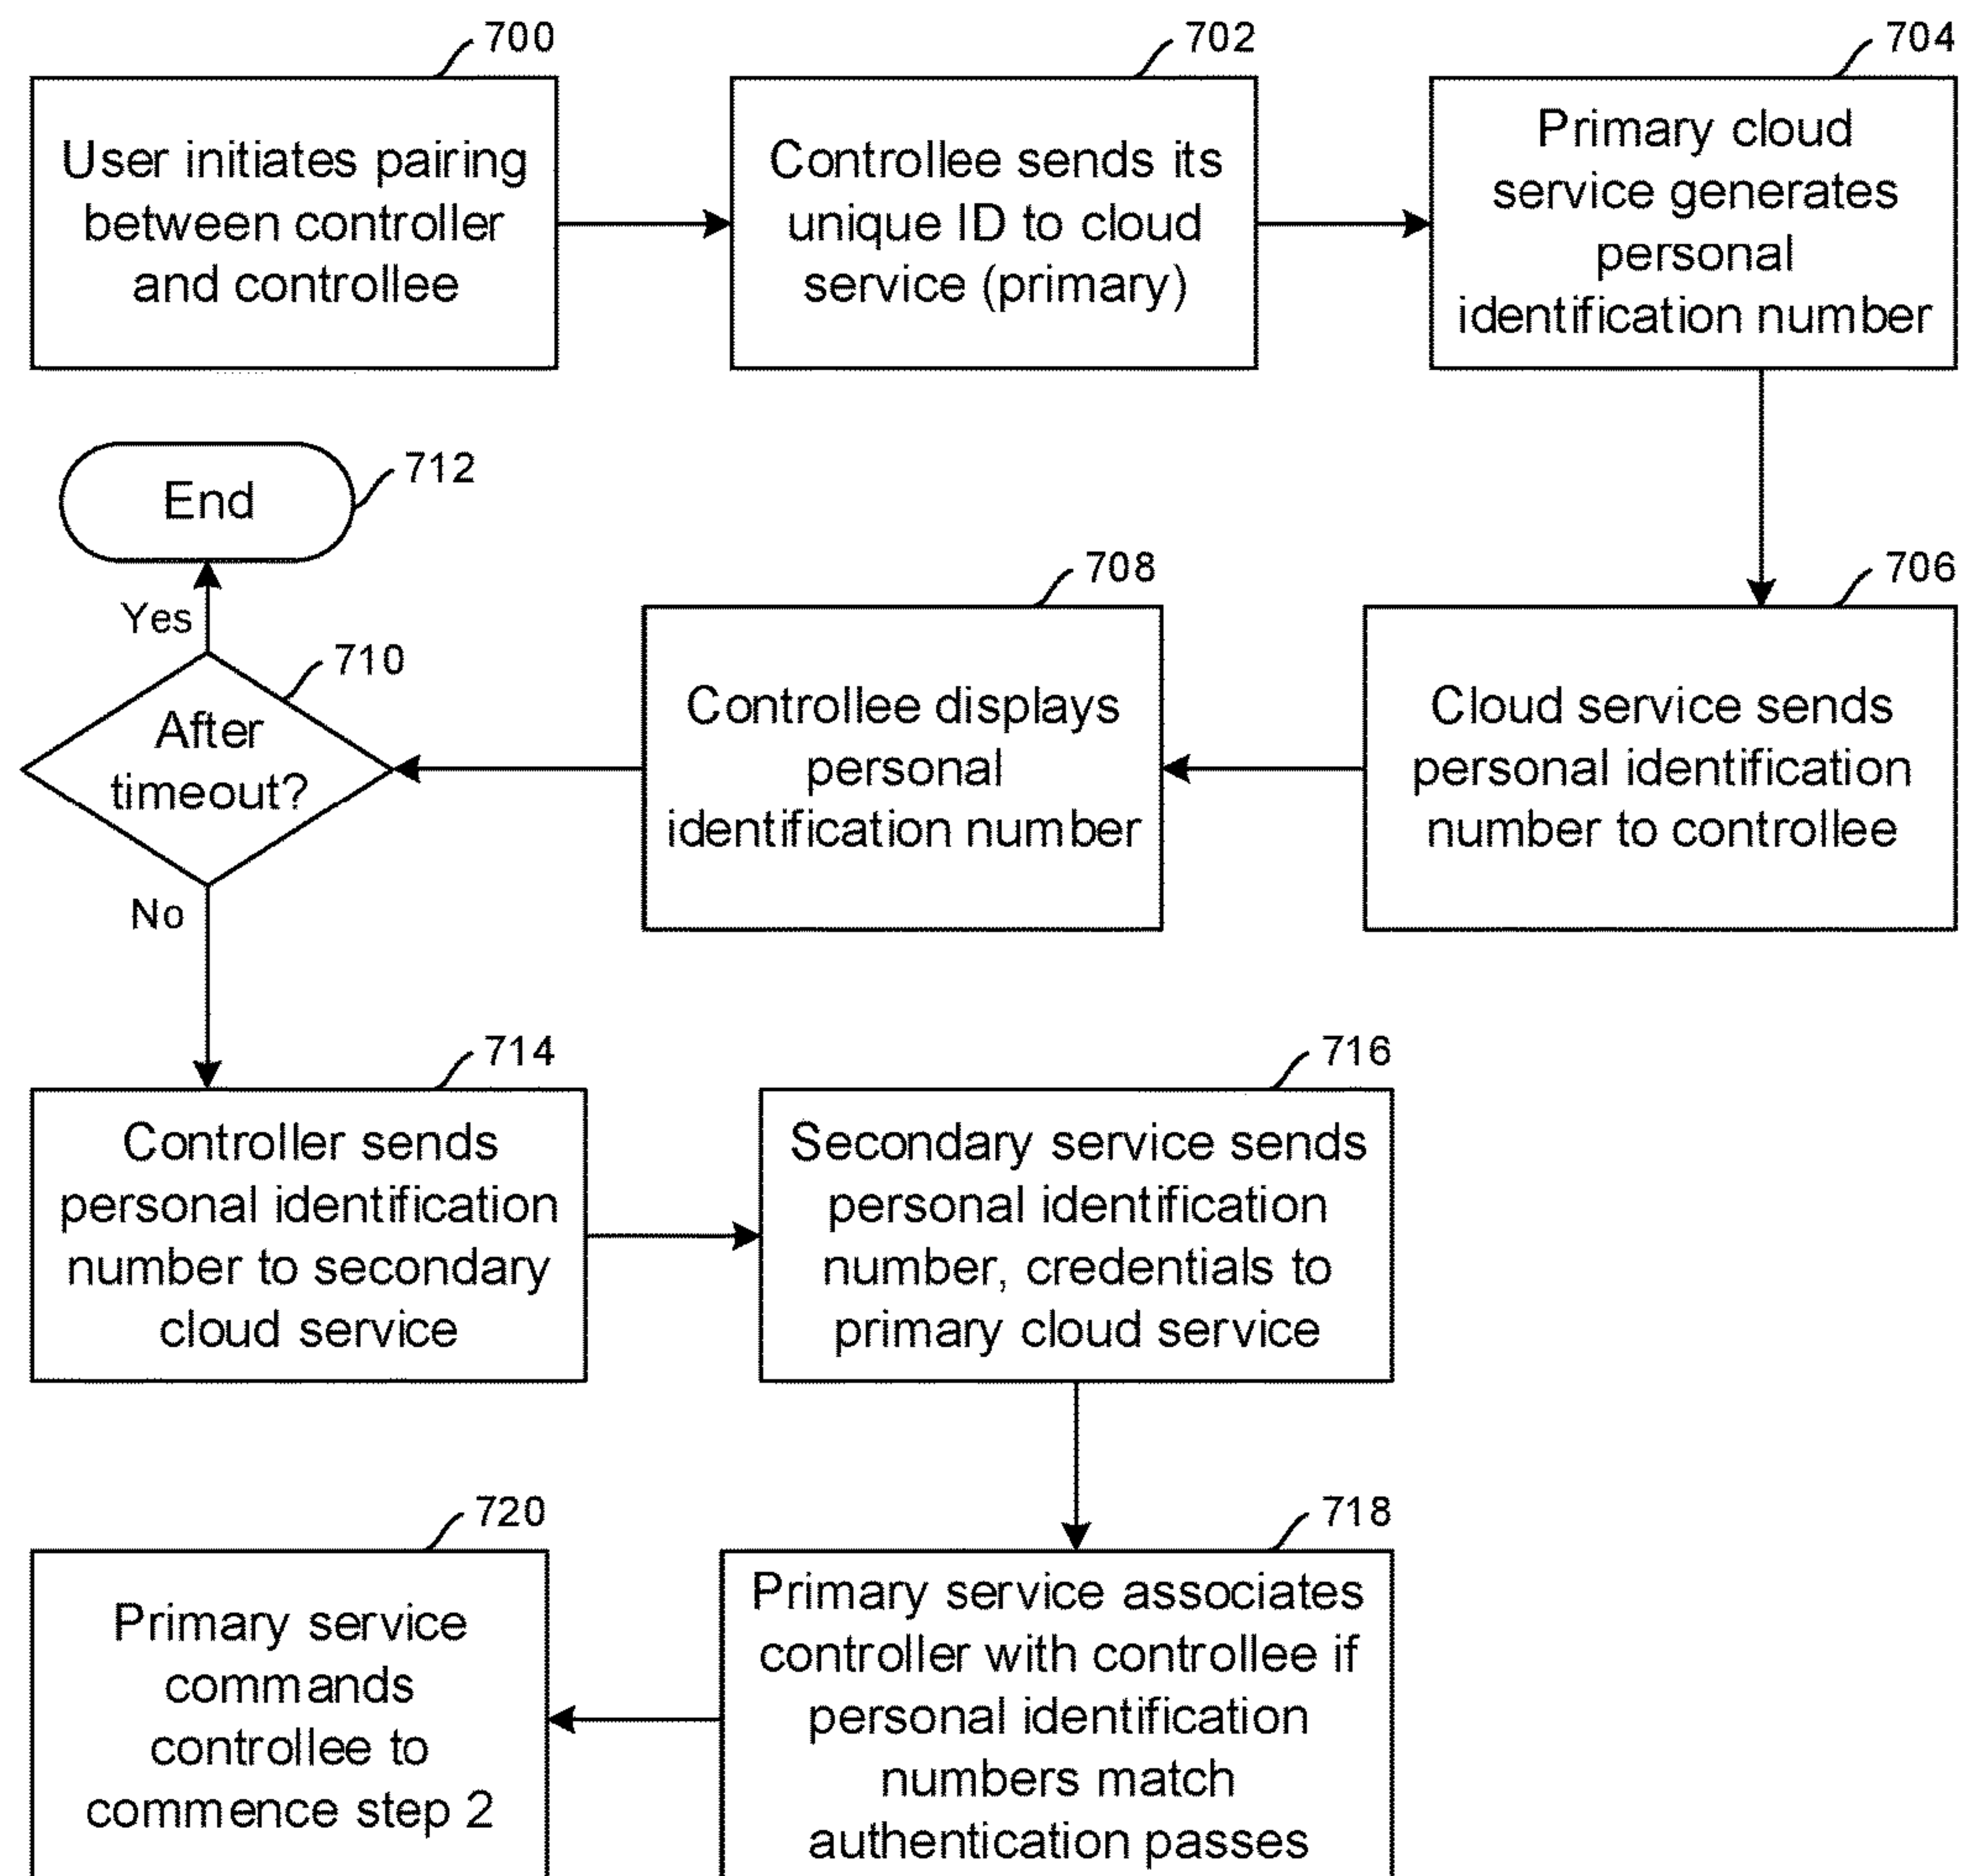 700
User initiates pairing
between controller
and controllee
702
Controllee sends its
unique ID to cloud
service (primary)
704
Primary cloud
service generates
personal
identification number
706
Cloud service sends
personal identification
number to controllee
708
Controllee displays
personal
identification number
710
After
timeout?
Yes
712
End
No
714
Controller sends
personal identification
number to secondary
cloud service
716
Secondary service sends
personal identification
number, credentials to
primary cloud service
718
Primary service associates
controller with controllee if
personal identification
numbers match
authentication passes
720
Primary service
commands
controllee to
commence step 2